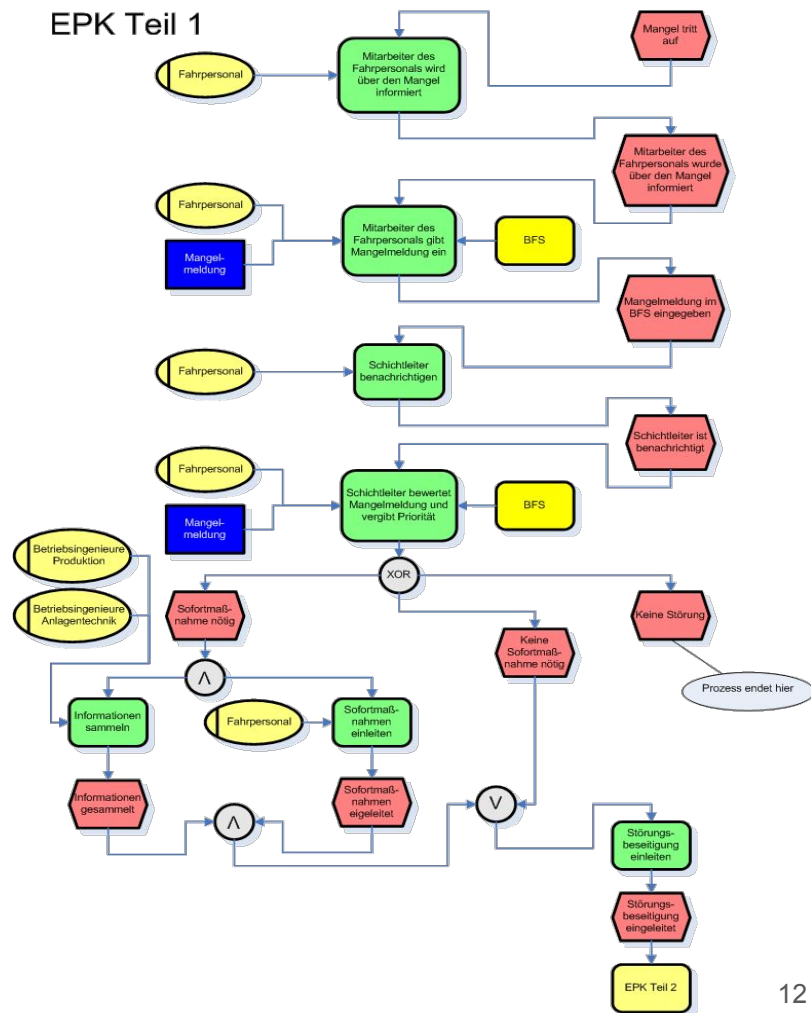 EPK Teil 1
Mangel tritt
auf
Fahrpersonal
Mitarbeiter des
Fahrpersonals wird
über den Mangel
informiert
Mitarbeiter des
Fahrpersonals wurde
über den Mangel
informiert
Fahrpersonal
Mangel-
meldung
Mitarbeiter des
Fahrpersonals gibt
Mangelmeldung ein
BFS
Mangelmeldung im
BFS eingegeben
Fahrpersonal
Schichtleiter
benachrichtigen
Schichtleiter ist
benachrichtigt
Fahrpersonal
Mangel-
meldung
Schichtleiter bewertet
Mangelmeldung und
vergibt Priorität
BFS
Betriebsingenieure
Produktion
Betriebsingenieure
Anlagentechnik
XOR
Sofortmaß-
nahme nötig
Keine
Sofortmaß-
nahme nötig
Keine Störung
Prozess endet hier
Λ
Informationen
sammeln
Fahrpersonal
Sofortmaß-
nahmen
einleiten
Informationen
gesammelt
Λ
Sofortmaß-
nahmen
eigeleitet
V
Störungs-
beseitigung
einleiten
Störungs-
beseitigung
eingeleitet
EPK Teil 2
12